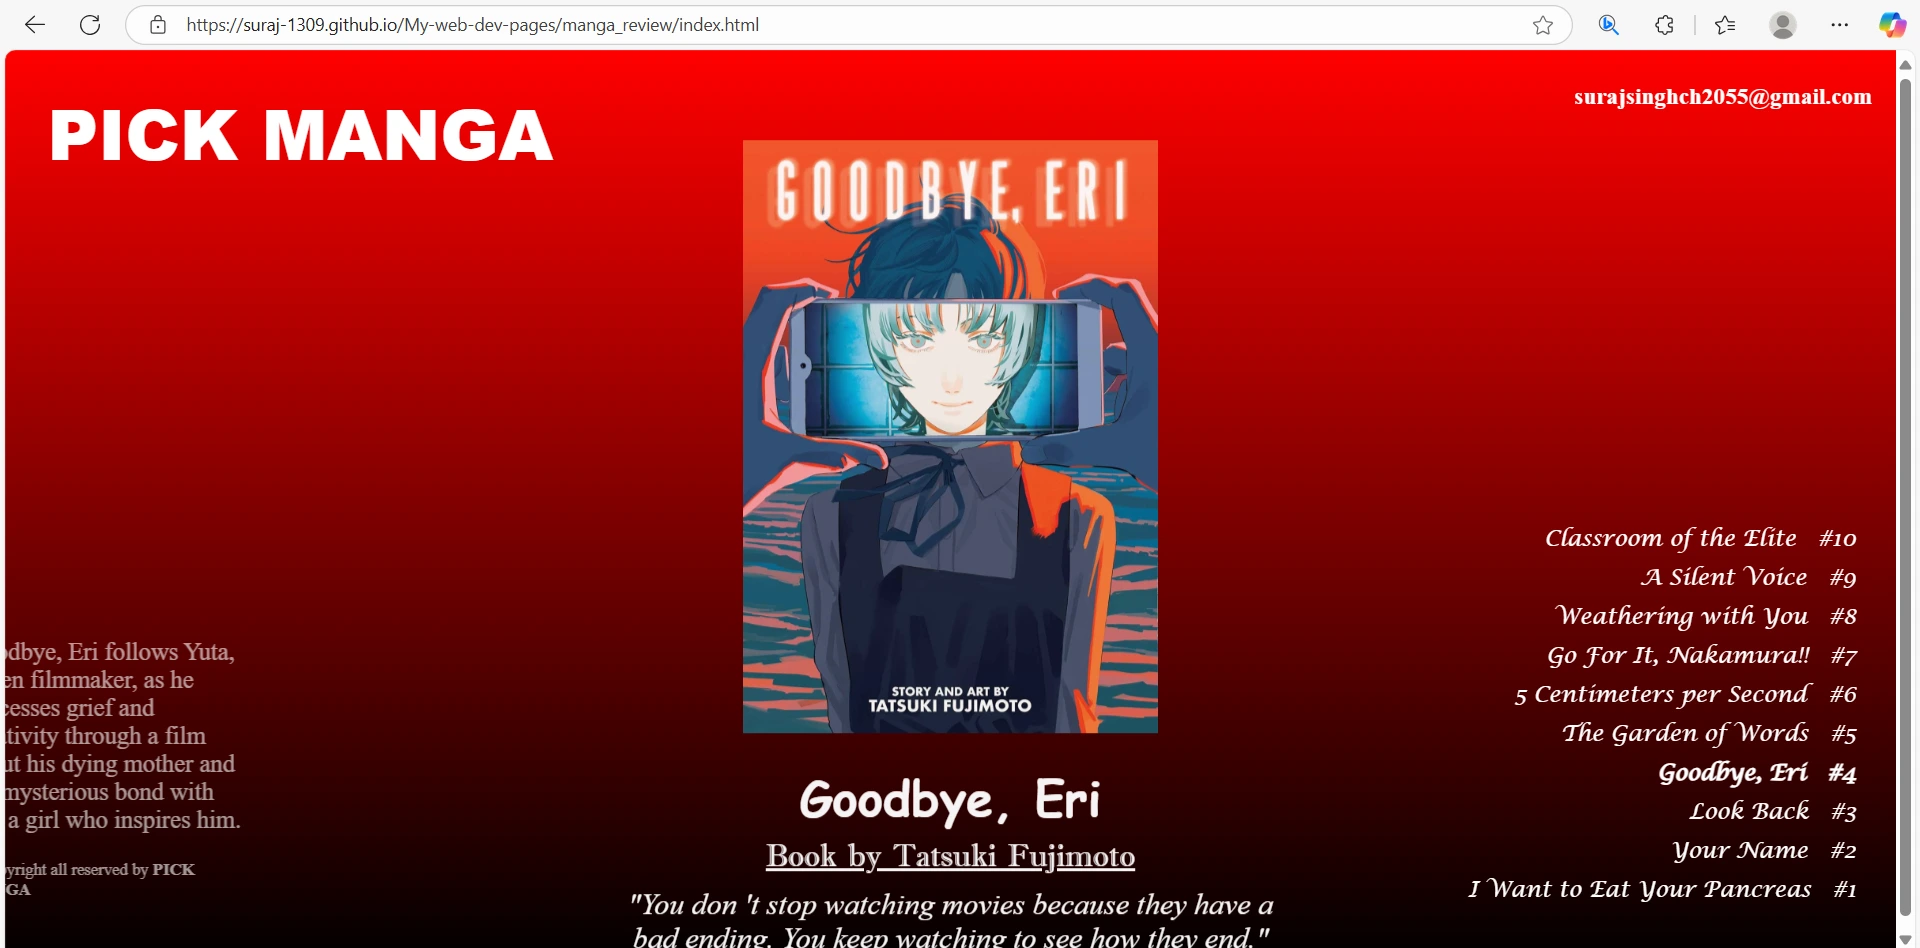 https://suraj-1309.github.io/My-web-dev-pages/manga_review/index.html
PICK MANGA
surajsinghch2055@gmail.com
GOODBYE, ERI
STORY AND ART BY
TATSUKI FUJIMOTO
dbye, Eri follows Yuta,
en filmmaker, as he
cesses grief and
tivity through a film
ut his dying mother and
mysterious bond with
a girl who inspires him.
yright all reserved by PICK
GA
Goodbye, Eri
Book by Tatsuki Fujimoto
"You don 't stop watching movies because they have a
bad ending. You keep watching to see how they end."
Classroom of the Elite #10
A Silent Voice #9
Weathering with You #8
Go For It, Nakamura!! #7
5 Centimeters per Second #6
The Garden of Words #5
Goodbye, Eri #4
Look Back #3
Your Name #2
I Want to Eat Your Pancreas #1